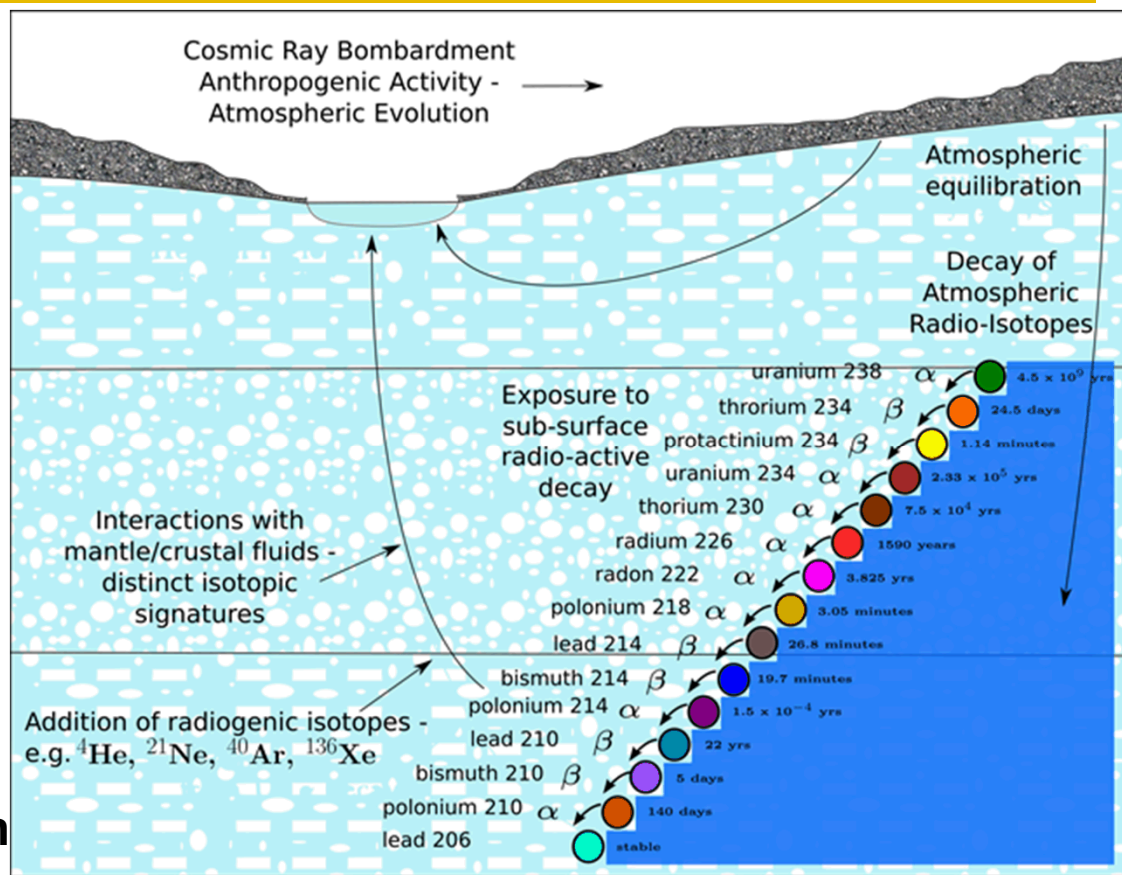 Cosmic Ray Bombardment
Anthropogenic Activity -
Atmospheric Evolution
Atmospheric
equilibration
Decay of
Atmospheric
Radio-Isotopes
Exposure to
sub-surface
radio-active
decay
Interactions with
mantle/crustal fluids -
distinct isotopic
signatures
Addition of radiogenic isotopes -
e.g. ⁴He, ²¹Ne, ⁴⁰Ar, ¹³⁶Xe
uranium 238 α 4.5 x 10⁹ yrs
throrium 234 β 24.5 days
protactinium 234 β 1.14 minutes
uranium 234 α 2.33 x 10⁵ yrs
thorium 230 α 7.5 x 10⁴ yrs
radium 226 α 1590 years
radon 222 α 3.825 yrs
polonium 218 α 3.05 minutes
lead 214 β 26.8 minutes
bismuth 214 β 19.7 minutes
polonium 214 α 1.5 x 10⁻⁴ yrs
lead 210 β 22 yrs
bismuth 210 β 5 days
polonium 210 α 140 days
lead 206 stable